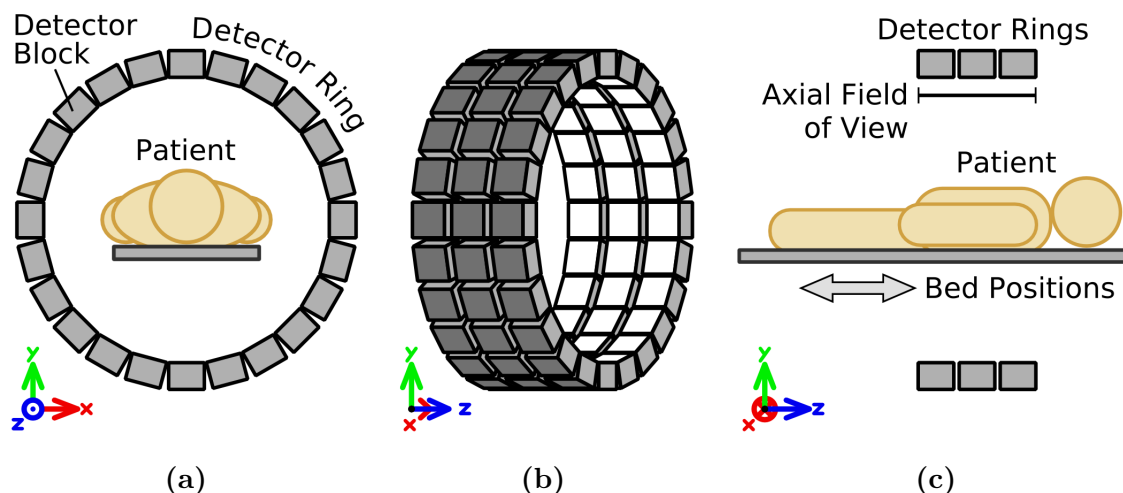 Detector
Block
Detector Ring
Patient
y
z
x
(a)
y
x
z
(b)
Detector Rings
Axial Field
of View
Patient
Bed Positions
y
x
z
(c)